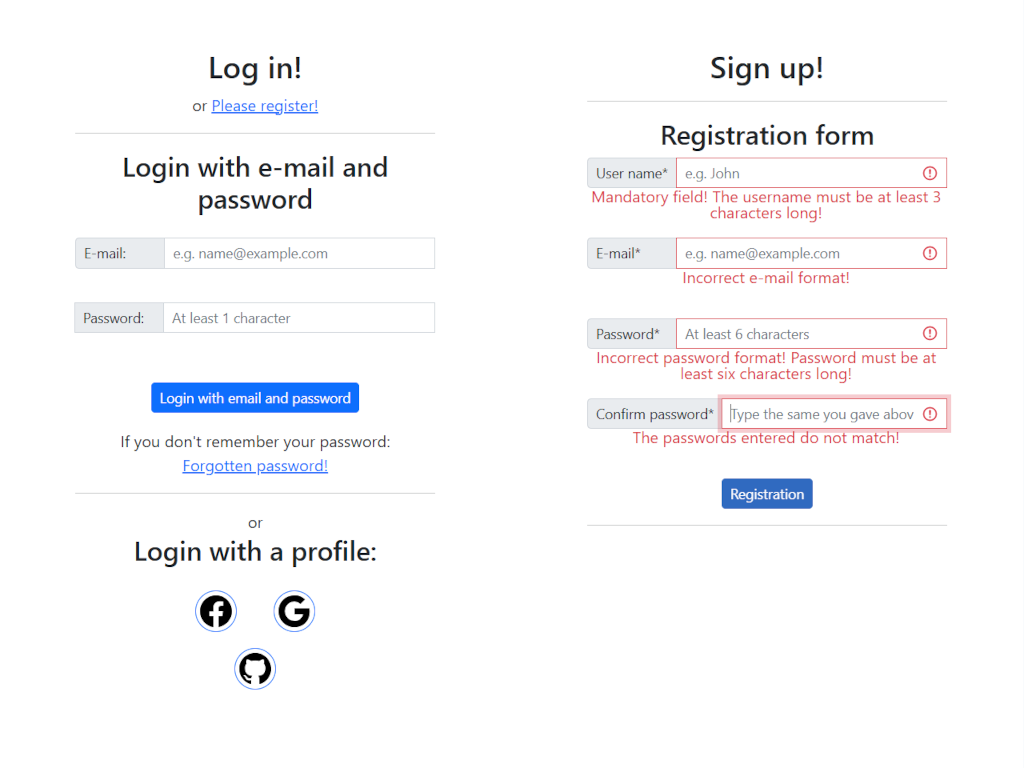 Log in!
or Please register!
Login with e-mail and
password
E-mail:
e.g. name@example.com
Password:
At least 1 character
Login with email and password
If you don't remember your password:
Forgotten password!
or
Login with a profile:
Sign up!
Registration form
User name*
e.g. John
Mandatory field! The username must be at least 3
characters long!
E-mail*
e.g. name@example.com
Incorrect e-mail format!
Password*
At least 6 characters
Incorrect password format! Password must be at
least six characters long!
Confirm password*
Type the same you gave abov
The passwords entered do not match!
Registration